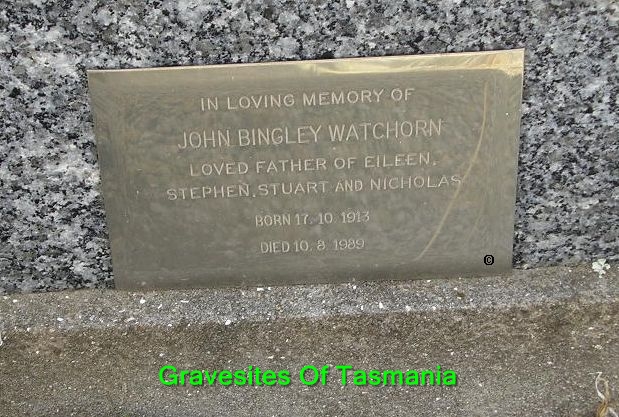 IN LOVING MEMORY OF
JOHN BINGLEY WATCHORN
LOVED FATHER OF EILEEN,
STEPHEN, STUART AND NICHOLAS
BORN 17. 10. 1913
DIED 10. 8. 1989
©
Gravesites Of Tasmania